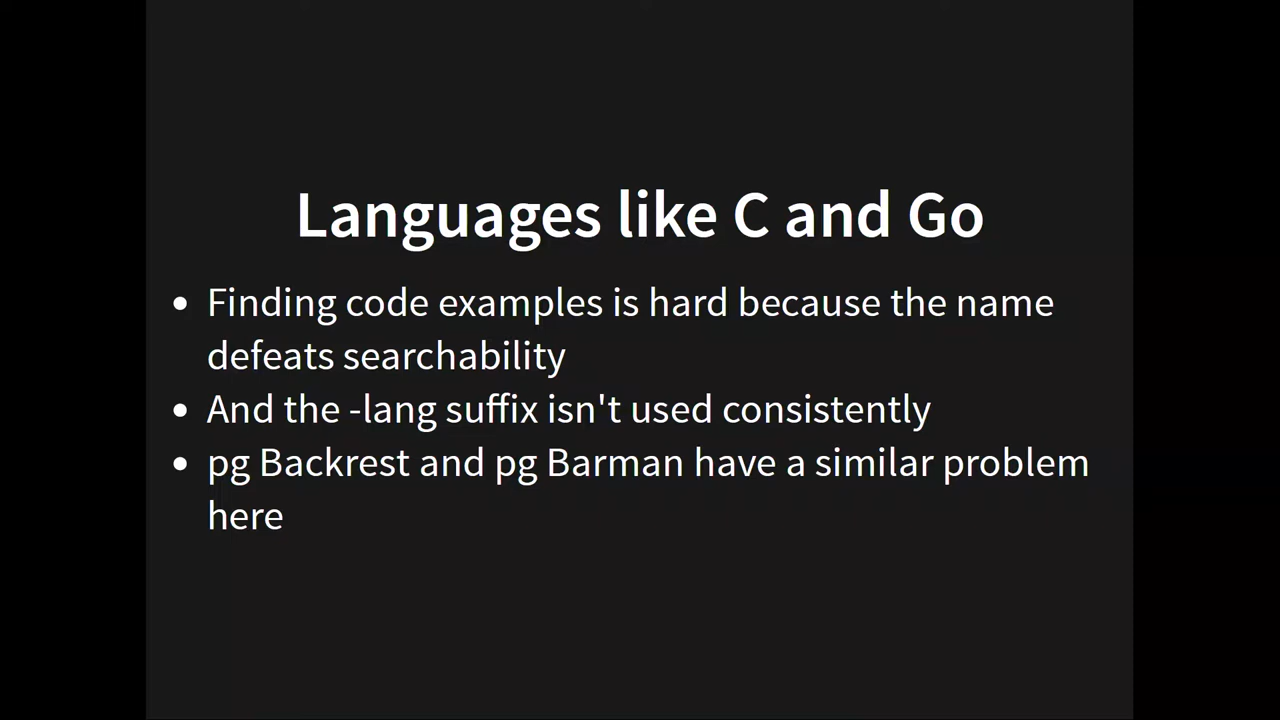 Languages like C and Go
• Finding code examples is hard because the name
defeats searchability
• And the -lang suffix isn't used consistently
• pg Backrest and pg Barman have a similar problem
here